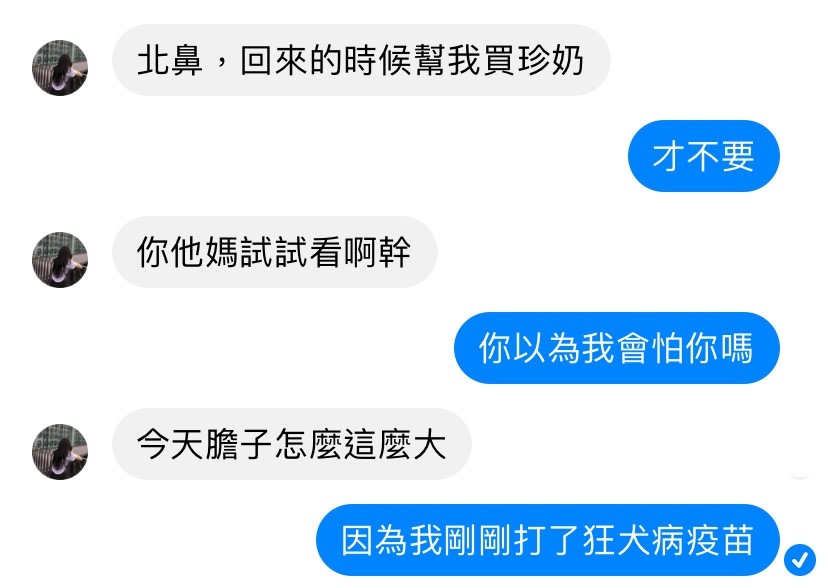 北鼻，回來的時候幫我買珍奶
才不要
你他媽試試看啊幹
你以為我會怕你嗎
今天膽子怎麼這麼大
因為我剛剛打了狂犬病疫苗